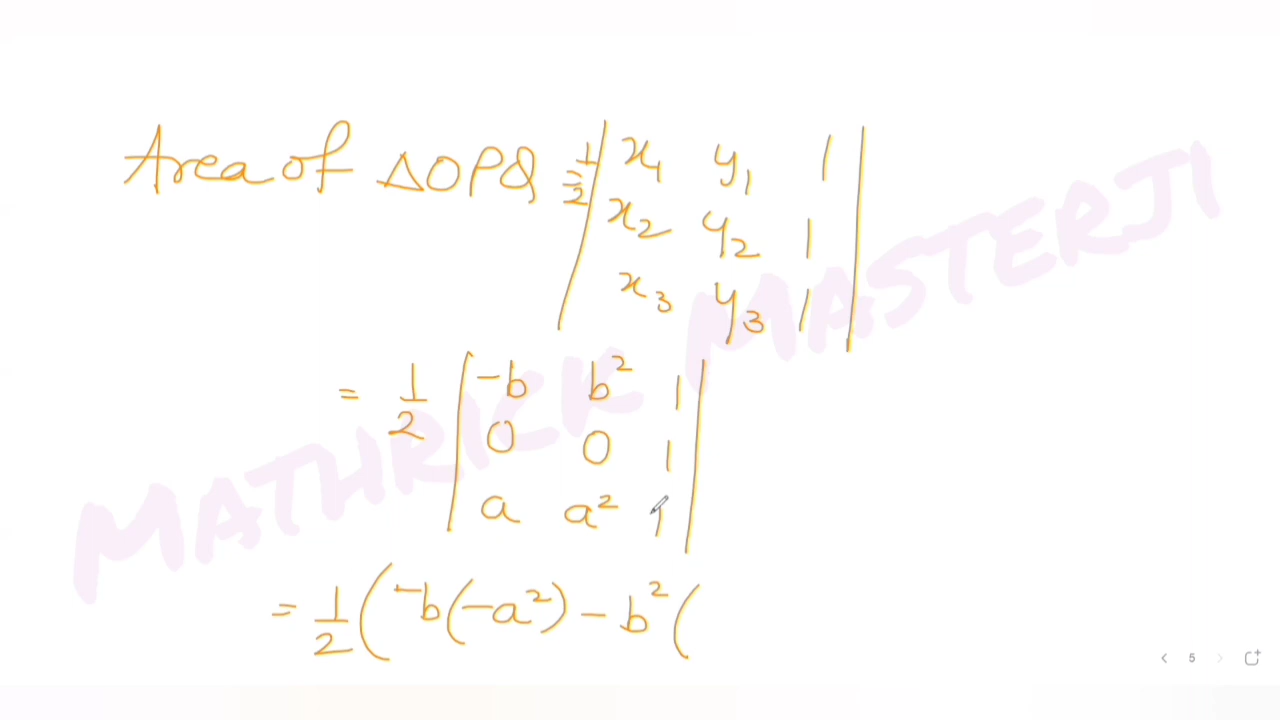 Area of △OPQ = 1/2 | x₁ y₁ 1 |
| x₂ y₂ 1 |
| x₃ y₃ 1 |
= 1/2 | -b b² 1 |
| 0 0 1 |
| a a² 1 |
= 1/2 ( -b(-a²) - b² (
MATHRICK MASTERJI
< 5 >